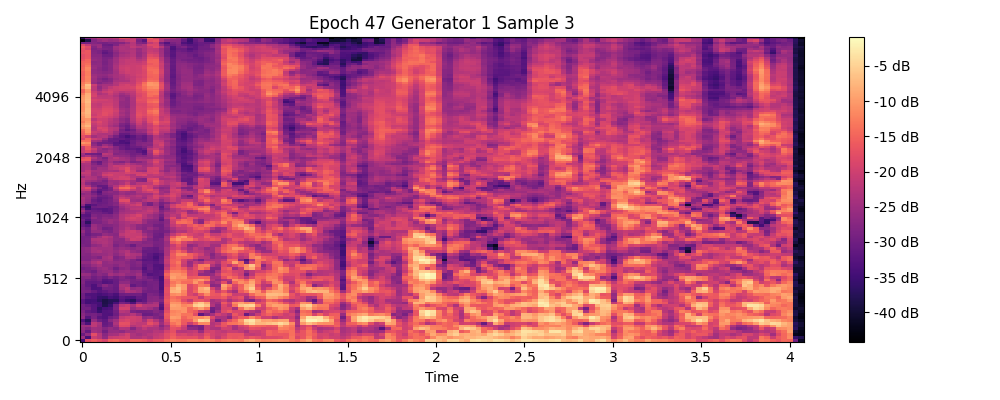 Epoch 47 Generator 1 Sample 3
Hz
4096
2048
1024
512
0
0
0.5
1
1.5
2
2.5
3
3.5
4
Time
-5 dB
-10 dB
-15 dB
-20 dB
-25 dB
-30 dB
-35 dB
-40 dB